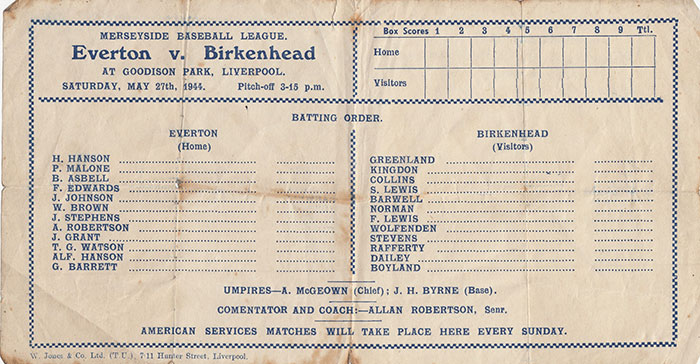 MERSEYSIDE BASEBALL LEAGUE.
Everton v. Birkenhead
AT GOODISON PARK, LIVERPOOL.
SATURDAY, MAY 27th, 1944. Pitch-off 3-15 p.m.
Box Scores 1 2 3 4 5 6 7 8 9 Ttl.
Home
Visitors
BATTING ORDER.
EVERTON
(Home)
H. HANSON
P. MALONE
B. ASBELL
F. EDWARDS
J. JOHNSON
W. BROWN
J. STEPHENS
A. ROBERTSON
J. GRANT
T. G. WATSON
ALF. HANSON
G. BARRETT
BIRKENHEAD
(Visitors)
GREENLAND
KINGDON
COLLINS
S. LEWIS
BARWELL
NORMAN
F. LEWIS
WOLFENDEN
STEVENS
RAFFERTY
DAILEY
BOYLAND
UMPIRES—A. McGEOWN (Chief); J. H. BYRNE (Base).
COMENTATOR AND COACH:—ALLAN ROBERTSON, Senr.
AMERICAN SERVICES MATCHES WILL TAKE PLACE HERE EVERY SUNDAY.
W. Jones & Co. Ltd. (T.U.), 7-11 Hunter Street, Liverpool.